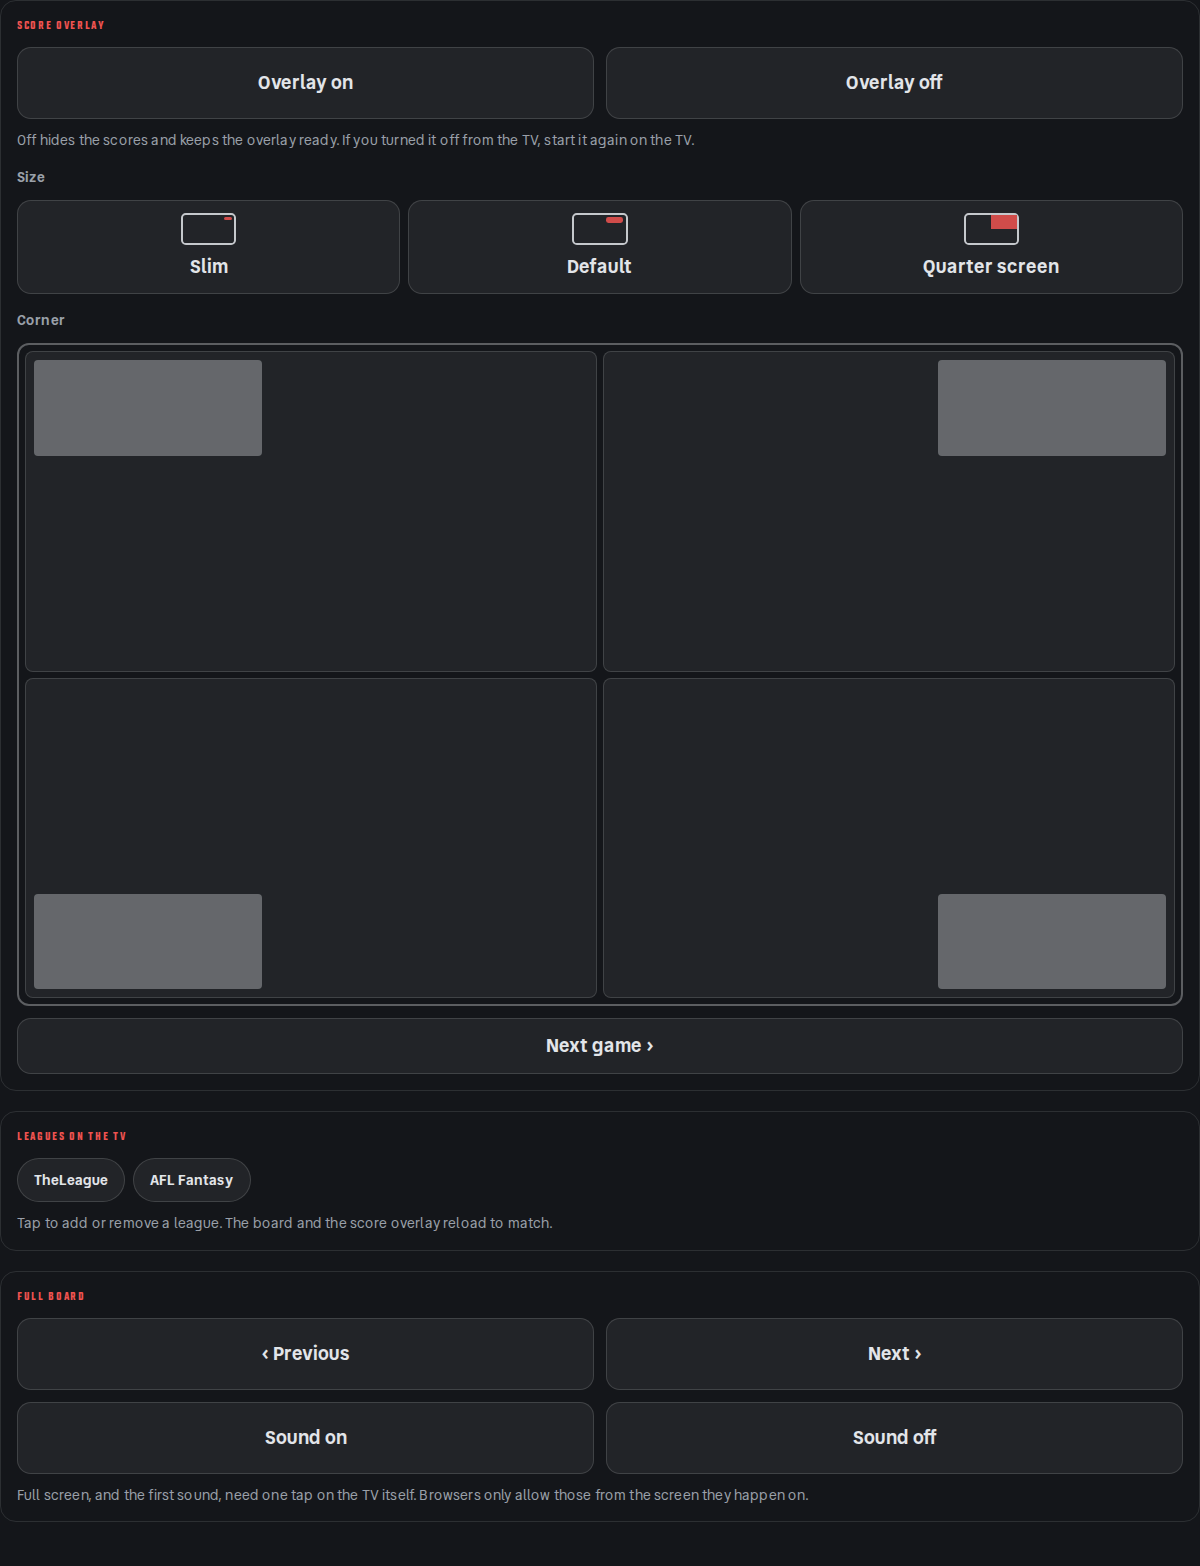 SCORE OVERLAY
Overlay on
Overlay off
Off hides the scores and keeps the overlay ready. If you turned it off from the TV, start it again on the TV.
Size
Slim
Default
Quarter screen
Corner
Next game ›
LEAGUES ON THE TV
TheLeague
AFL Fantasy
Tap to add or remove a league. The board and the score overlay reload to match.
FULL BOARD
‹ Previous
Next ›
Sound on
Sound off
Full screen, and the first sound, need one tap on the TV itself. Browsers only allow those from the screen they happen on.